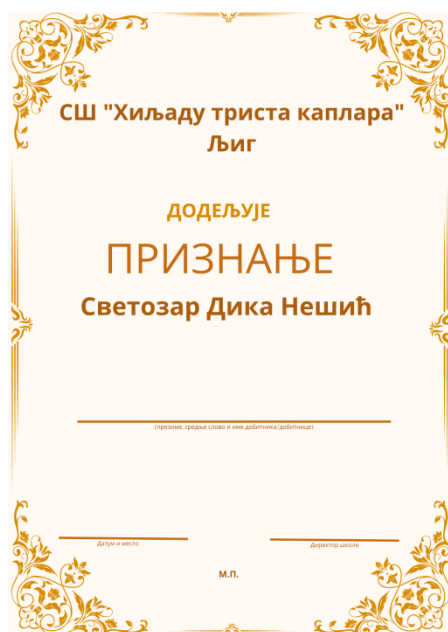 СШ "Хиљаду триста каплара"
Љиг
ДОДЕЉУЈЕ
ПРИЗНАЊЕ
Светозар Дика Нешић
(презиме, средње слово и име добитника/добитнице)
Датум и место
Директор школе
М.П.